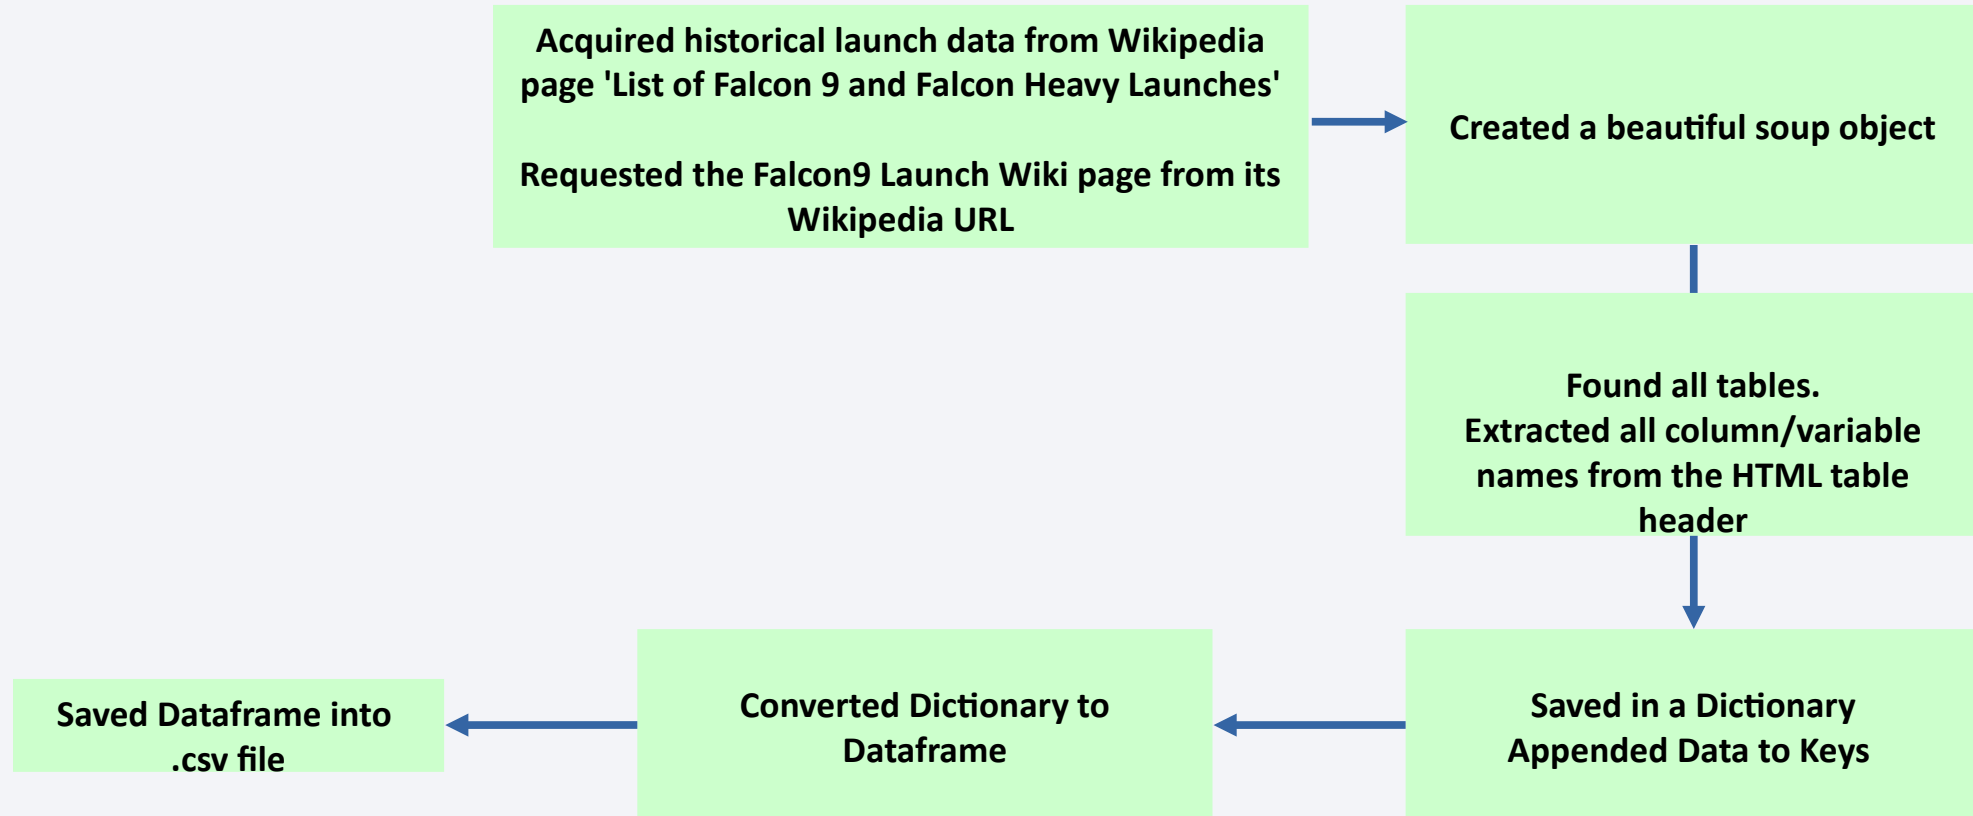 Acquired historical launch data from Wikipedia
page 'List of Falcon 9 and Falcon Heavy Launches'
Requested the Falcon9 Launch Wiki page from its
Wikipedia URL
Created a beautiful soup object
Found all tables.
Extracted all column/variable
names from the HTML table
header
Saved in a Dictionary
Appended Data to Keys
Converted Dictionary to
Dataframe
Saved Dataframe into
.csv file